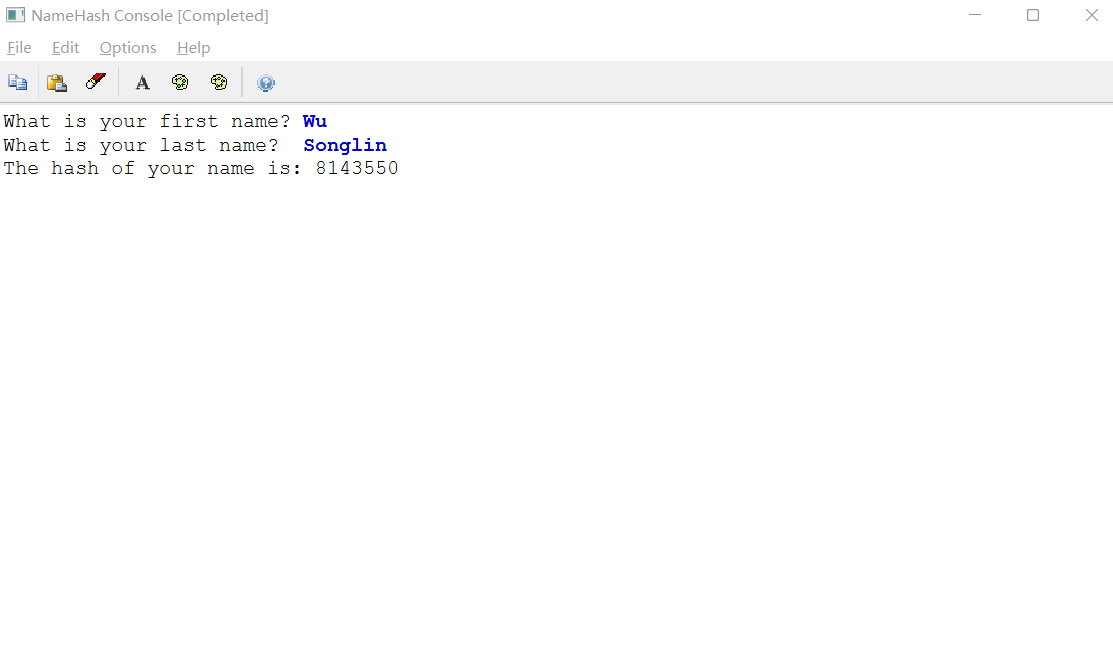 NameHash Console [Completed]
File Edit Options Help
What is your first name? Wu
What is your last name?  Songlin
The hash of your name is: 8143550